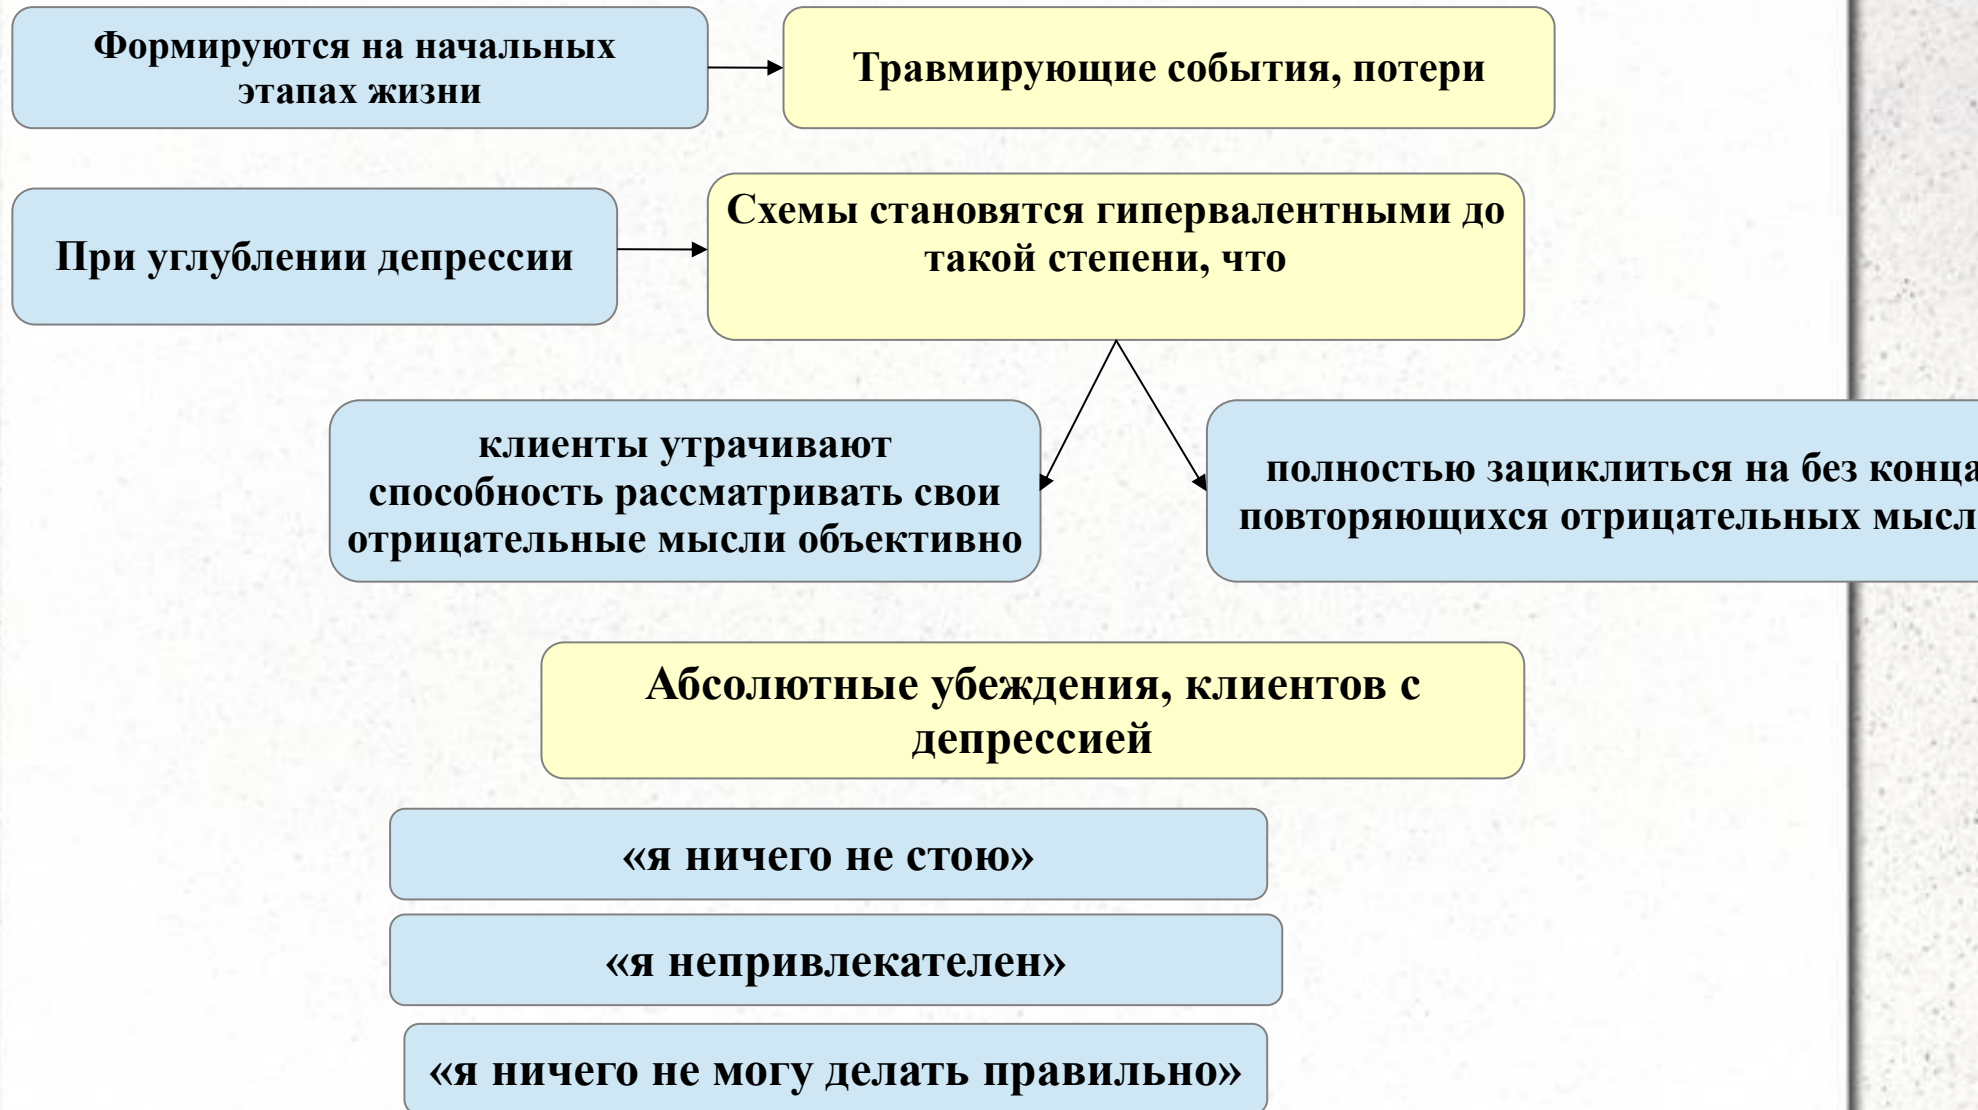 Формируются на начальных
этапах жизни
Травмирующие события, потери
При углублении депрессии
Схемы становятся гипервалентными до
такой степени, что
клиенты утрачивают
способность рассматривать свои
отрицательные мысли объективно
полностью зациклиться на без конца
повторяющихся отрицательных
Абсолютные убеждения, клиентов с
депрессией
«я ничего не стою»
«я непривлекателен»
«я ничего не могу делать правильно»